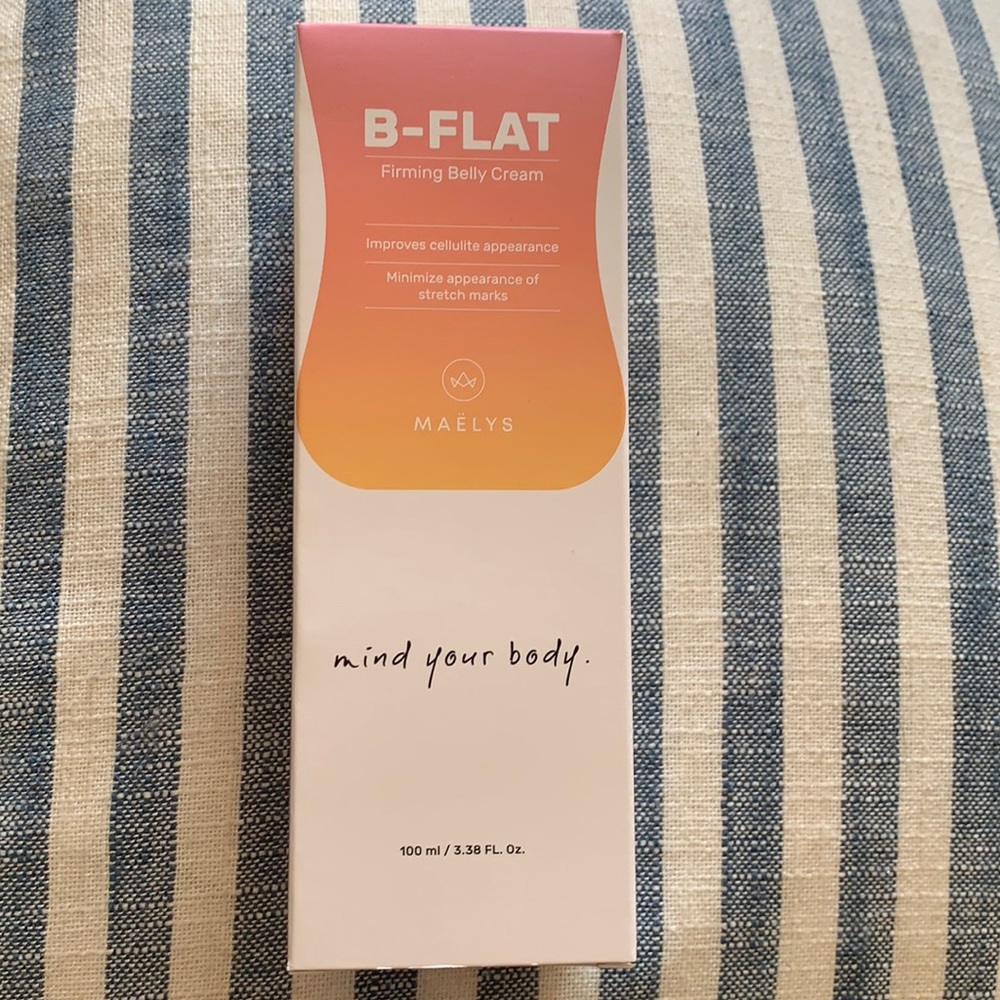 B-FLAT
Firming Belly Cream
Improves cellulite appearance
Minimize appearance of
stretch marks
MAËLYS
mind your body.
100 ml / 3.38 FL. Oz.